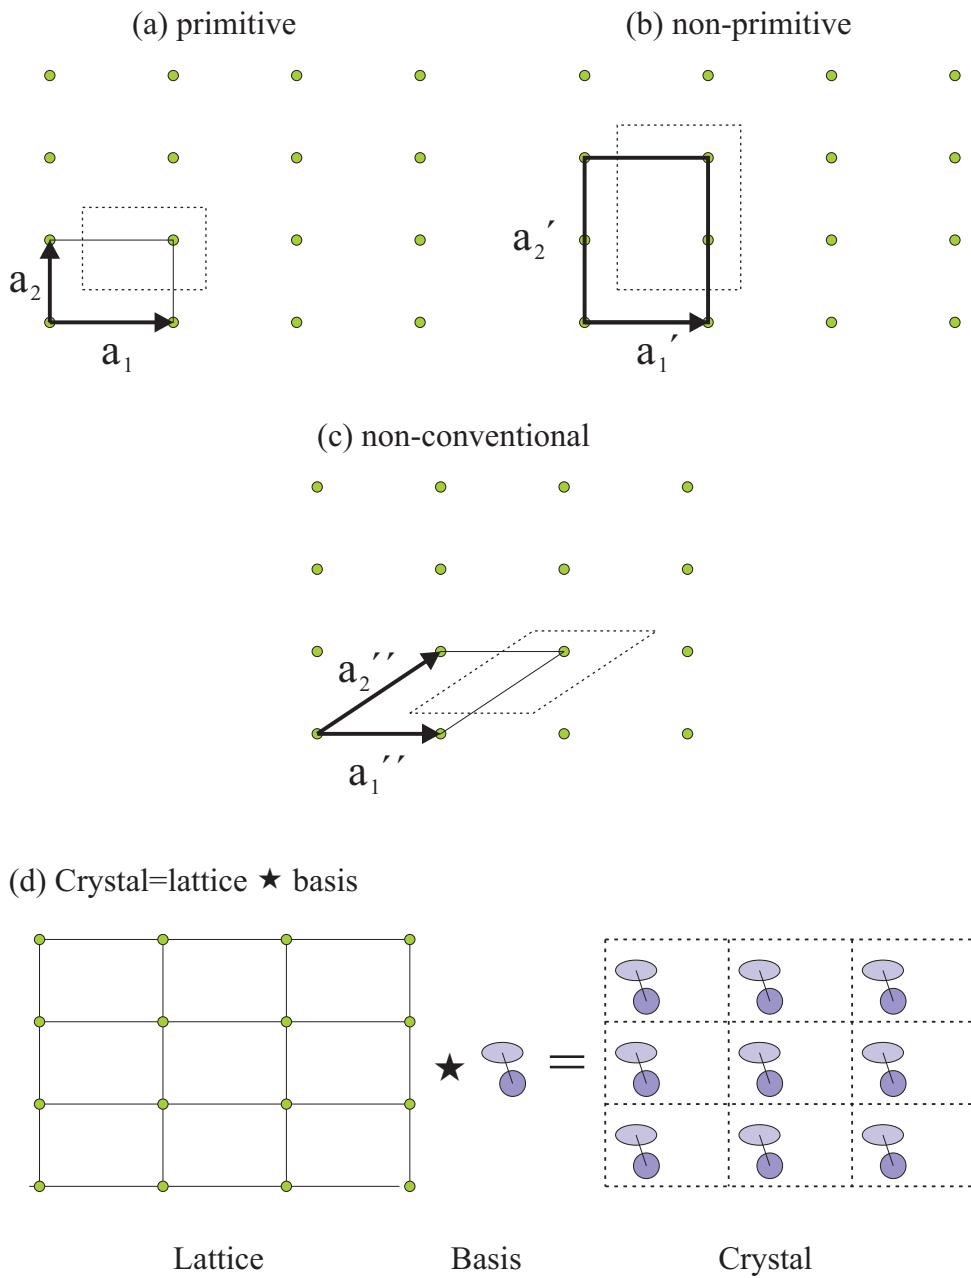 (a) primitive
(b) non-primitive
a₂
a₁
a₂′
a₁′
(c) non-conventional
a₂′′
a₁′′
(d) Crystal=lattice ★ basis
★ =
Lattice
Basis
Crystal